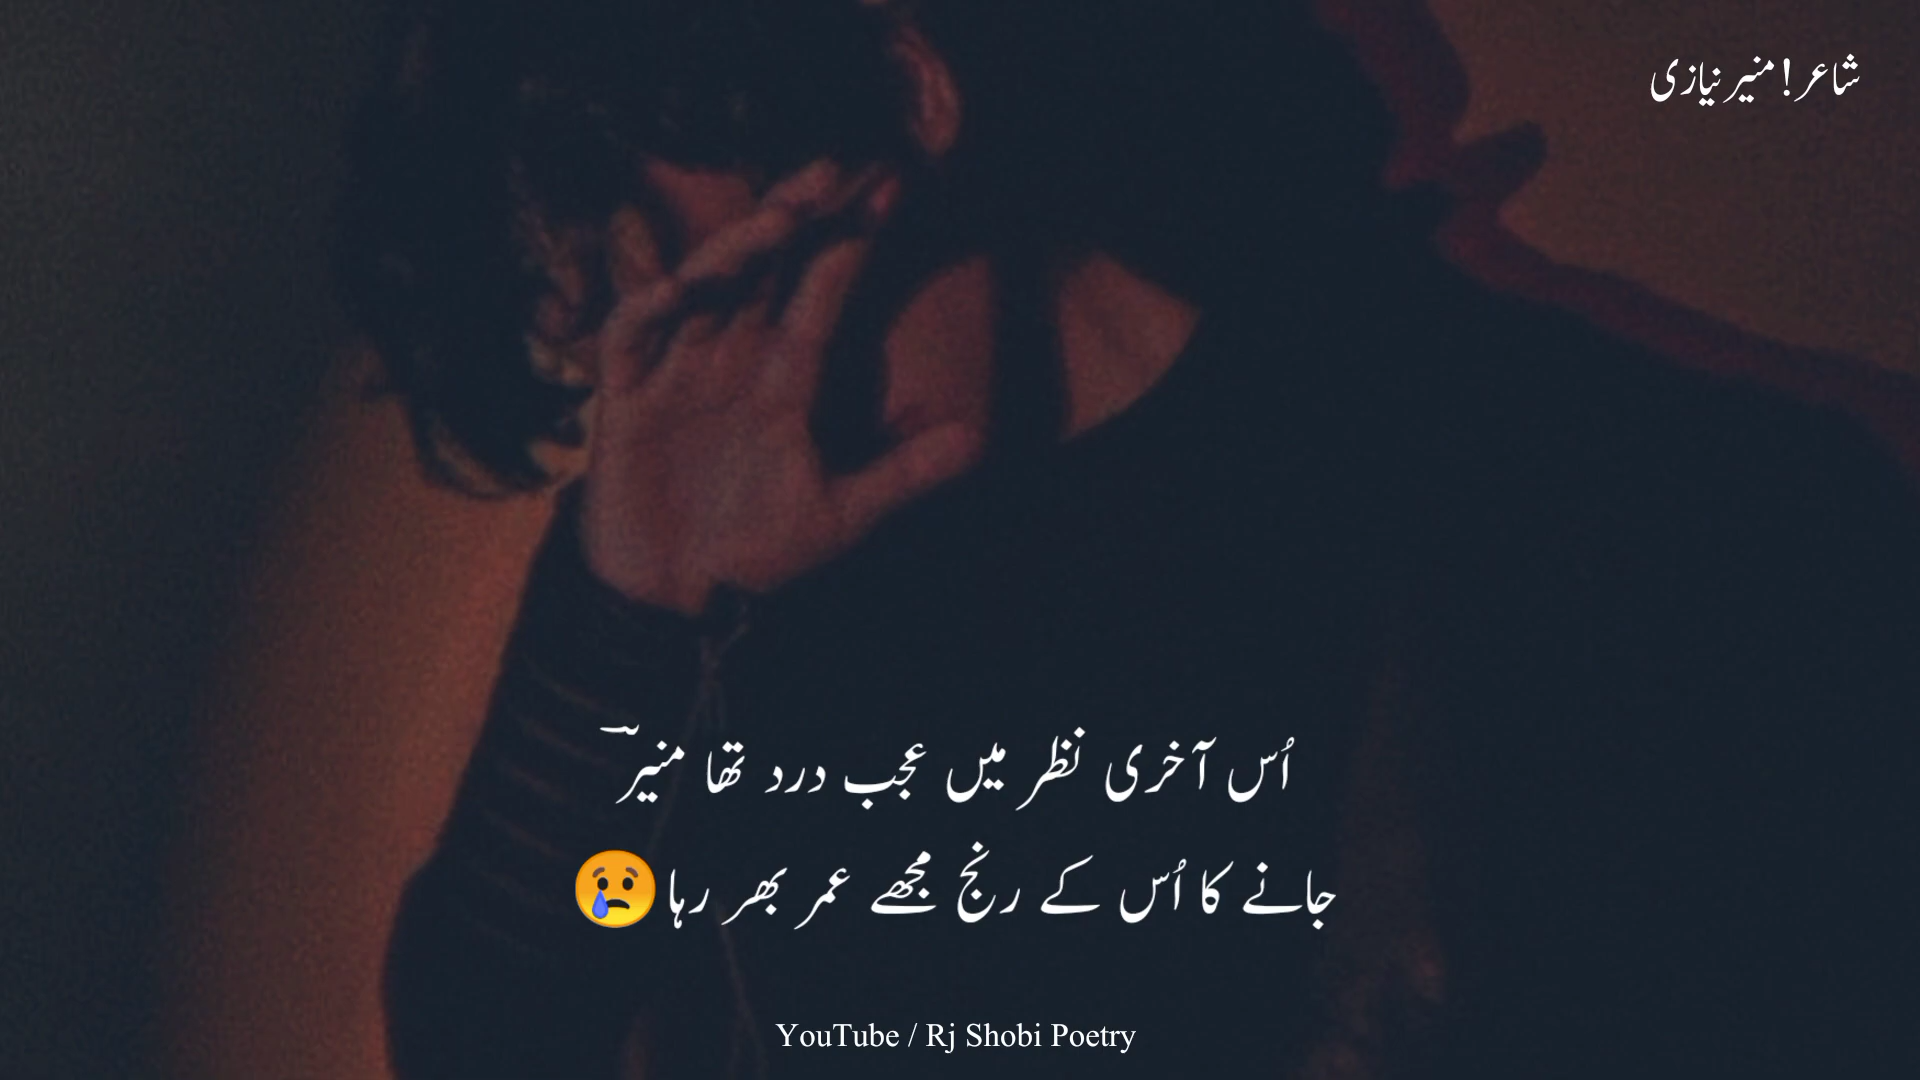 شاعر ! منیر نیازی
اُس آخری نظر میں عجب درد تھا منیرؔ
جانے کا اُس کے رنج مجھے عمر بھر رہا😢
YouTube / Rj Shobi Poetry